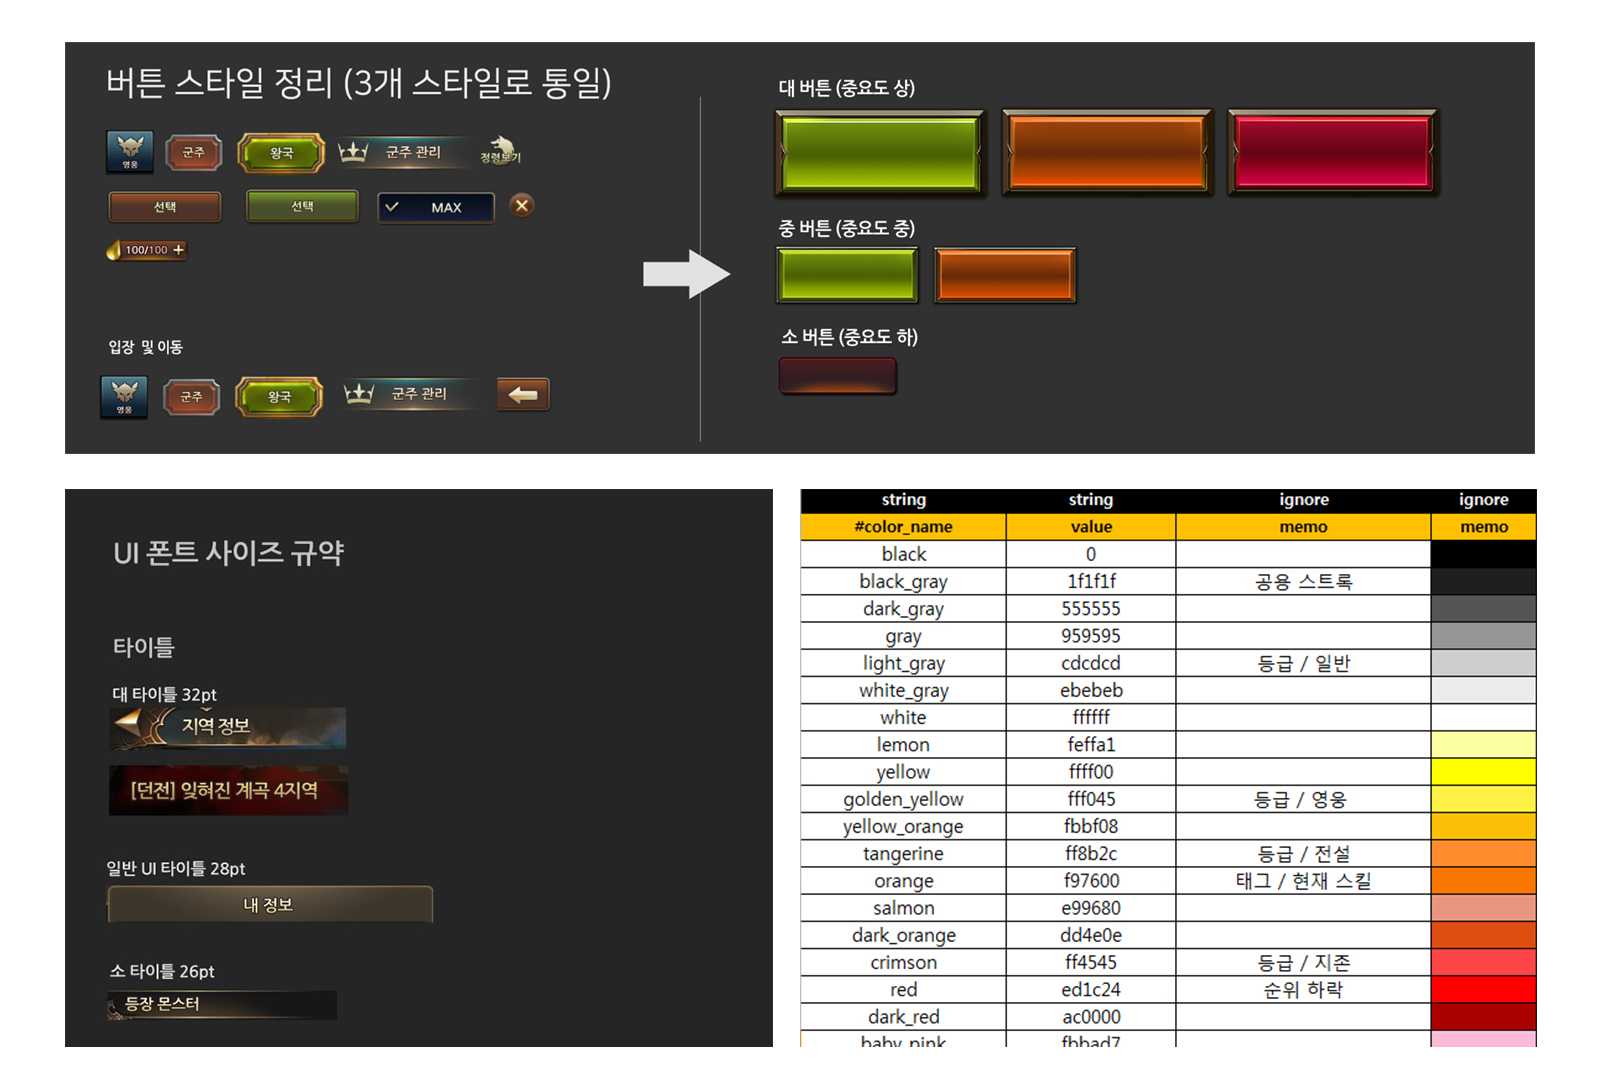 버튼 스타일 정리 (3개 스타일로 통일)
영웅
군주
왕국
군주 관리
정령보기
선택
선택
MAX
100/100 +
입장 및 이동
영웅
군주
왕국
군주 관리
대 버튼 (중요도 상)
중 버튼 (중요도 중)
소 버튼 (중요도 하)
UI 폰트 사이즈 규약
타이틀
대 타이틀 32pt
지역 정보
[던전] 잊혀진 계곡 4지역
일반 UI 타이틀 28pt
내 정보
소 타이틀 26pt
등장 몬스터
string string ignore ignore
#color_name value memo memo
black 0
black_gray 1f1f1f 공용 스트록
dark_gray 555555
gray 959595
light_gray cdcdcd 등급 / 일반
white_gray ebebeb
white ffffff
lemon feffa1
yellow ffff00
golden_yellow fff045 등급 / 영웅
yellow_orange fbbf08
tangerine ff8b2c 등급 / 전설
orange f97600 태그 / 현재 스킬
salmon e99680
dark_orange dd4e0e
crimson ff4545 등급 / 지존
red ed1c24 순위 하락
dark_red ac0000
baby_pink fbbad7